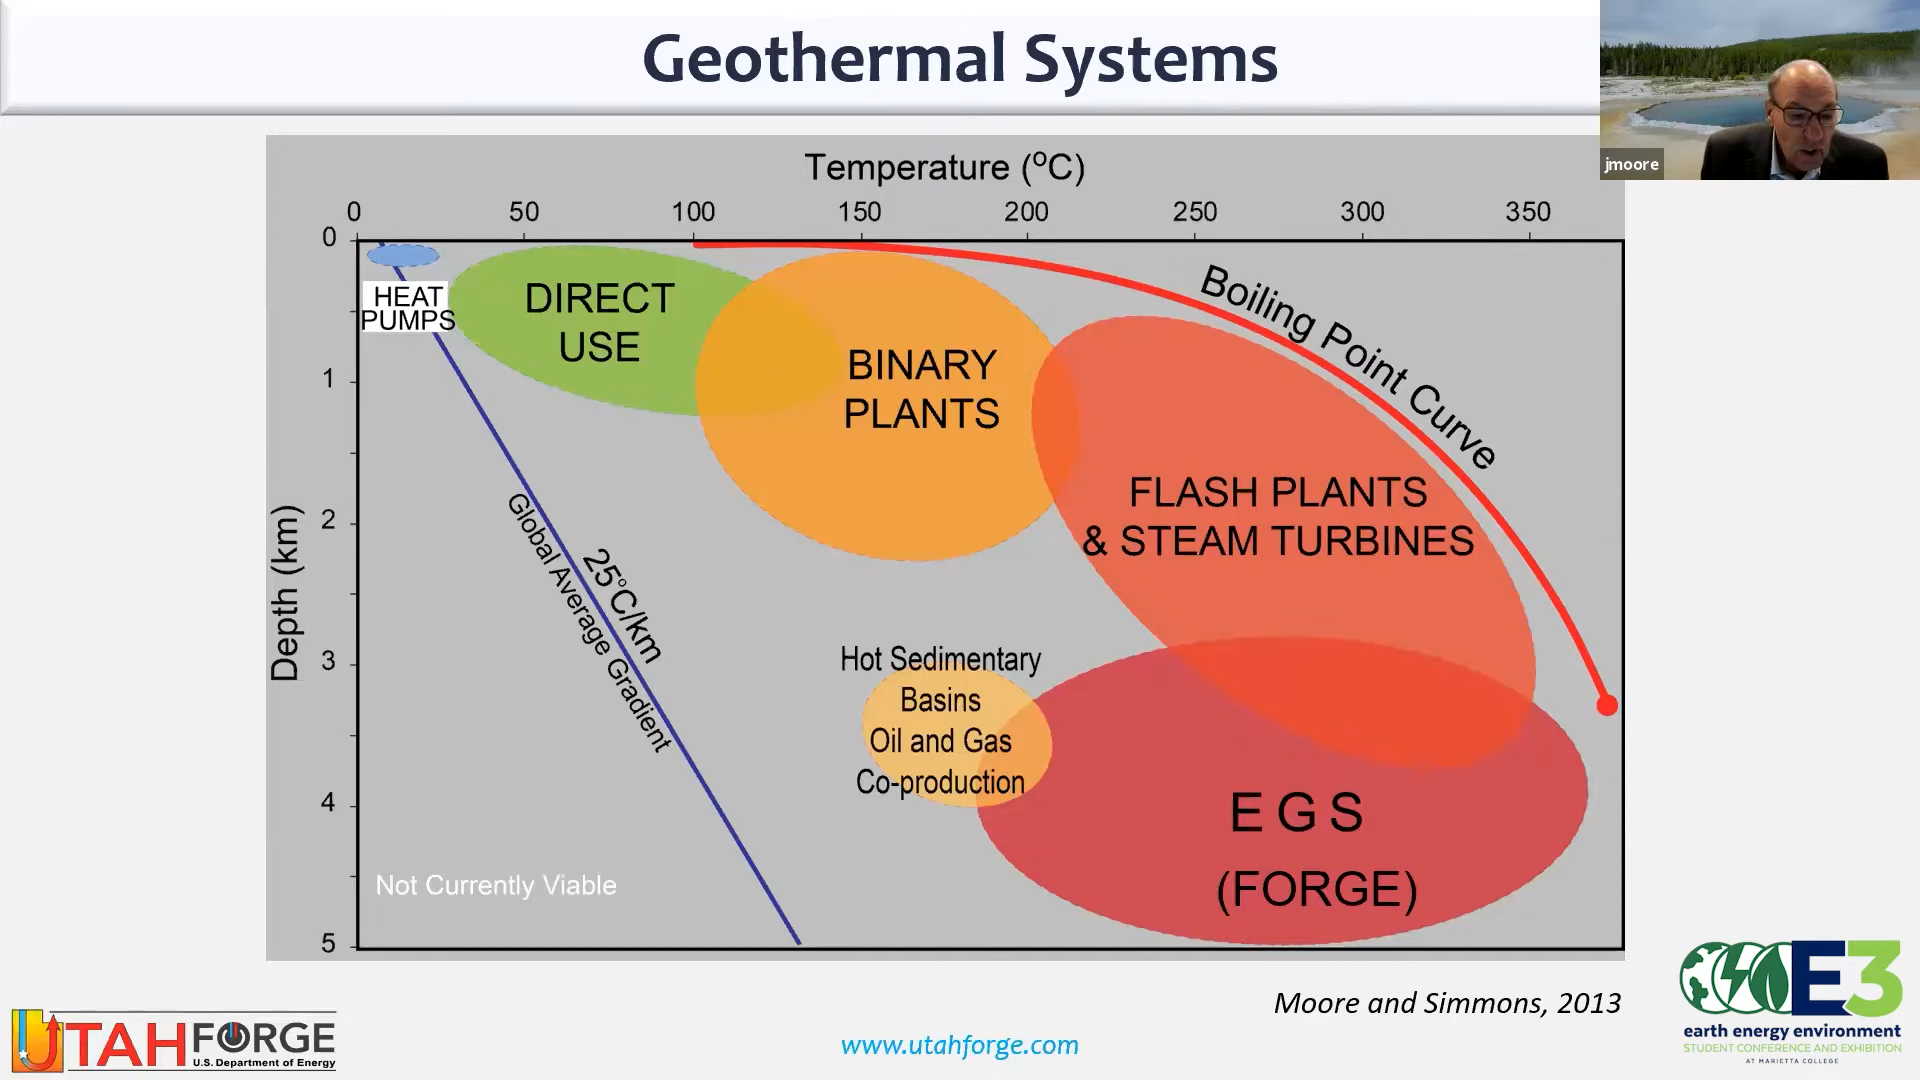 Geothermal Systems
jmoore
Temperature (ºC)
0 50 100 150 200 250 300 350
0
1
2
3
4
5
Depth (km)
HEAT
PUMPS
DIRECT
USE
BINARY
PLANTS
Boiling Point Curve
FLASH PLANTS
& STEAM TURBINES
25°C/km
Global Average Gradient
Hot Sedimentary
Basins
Oil and Gas
Co-production
E G S
(FORGE)
Not Currently Viable
Moore and Simmons, 2013
UTAH FORGE
U.S. Department of Energy
www.utahforge.com
E3
earth energy environment
STUDENT CONFERENCE AND EXHIBITION
AT MARIETTA COLLEGE